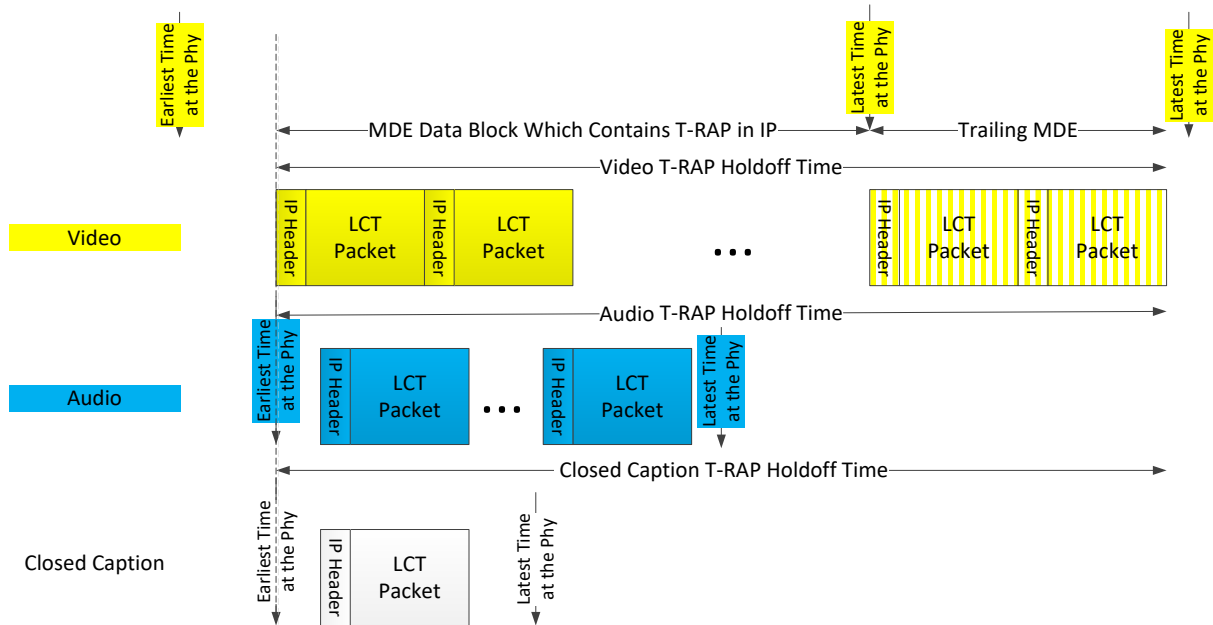 Earliest Time
at the Phy
Latest Time
at the Phy
Latest Time
at the Phy
MDE Data Block Which Contains T-RAP in IP
Trailing MDE
Video T-RAP Holdoff Time
Video
IP Header
LCT
Packet
IP Header
LCT
Packet
...
IP Header
LCT
Packet
IP Header
LCT
Packet
Audio T-RAP Holdoff Time
Audio
Earliest Time
at the Phy
IP Header
LCT
Packet
...
IP Header
LCT
Packet
Latest Time
at the Phy
Closed Caption T-RAP Holdoff Time
Closed Caption
Earliest Time
at the Phy
IP Header
LCT
Packet
Latest Time
at the Phy